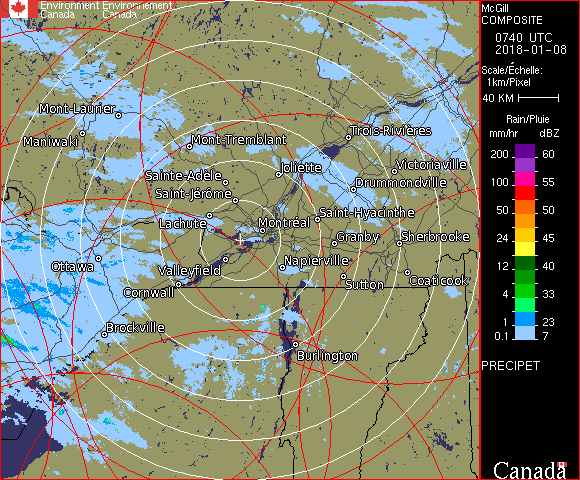 Environment Environnement
Canada Canada
McGill
COMPOSITE
0740 UTC
2018-01-08
Scale/Échelle:
1km/Pixel
40 KM
Rain/Pluie
mm/hr dBZ
200 60
150 55
100 55
50 50
24 45
12 40
4 33
1 23
0.1 7
PRECIPET
Canada
Mont-Laurier
Maniwaki
Mont-Tremblant
Trois-Rivières
Sainte-Adèle
Joliette
Victoriaville
Saint-Jérôme
Drummondville
Lachute
Montréal
Saint-Hyacinthe
Granby
Sherbrooke
Ottawa
Valleyfield
Napierville
Cornwall
Sutton
Coaticook
Brockville
Burlington